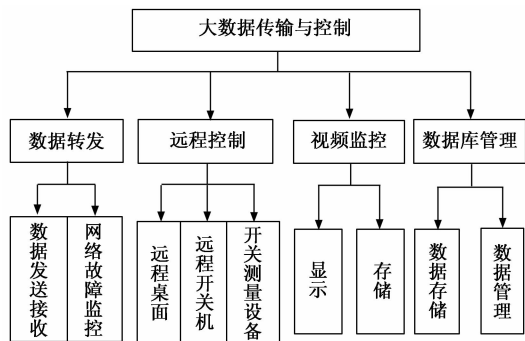 大数据传输与控制
数据转发
远程控制
视频监控
数据库管理
数据发送接收
网络故障监控
远程桌面
远程开关机
开关测量设备
显示
存储
数据存储
数据管理